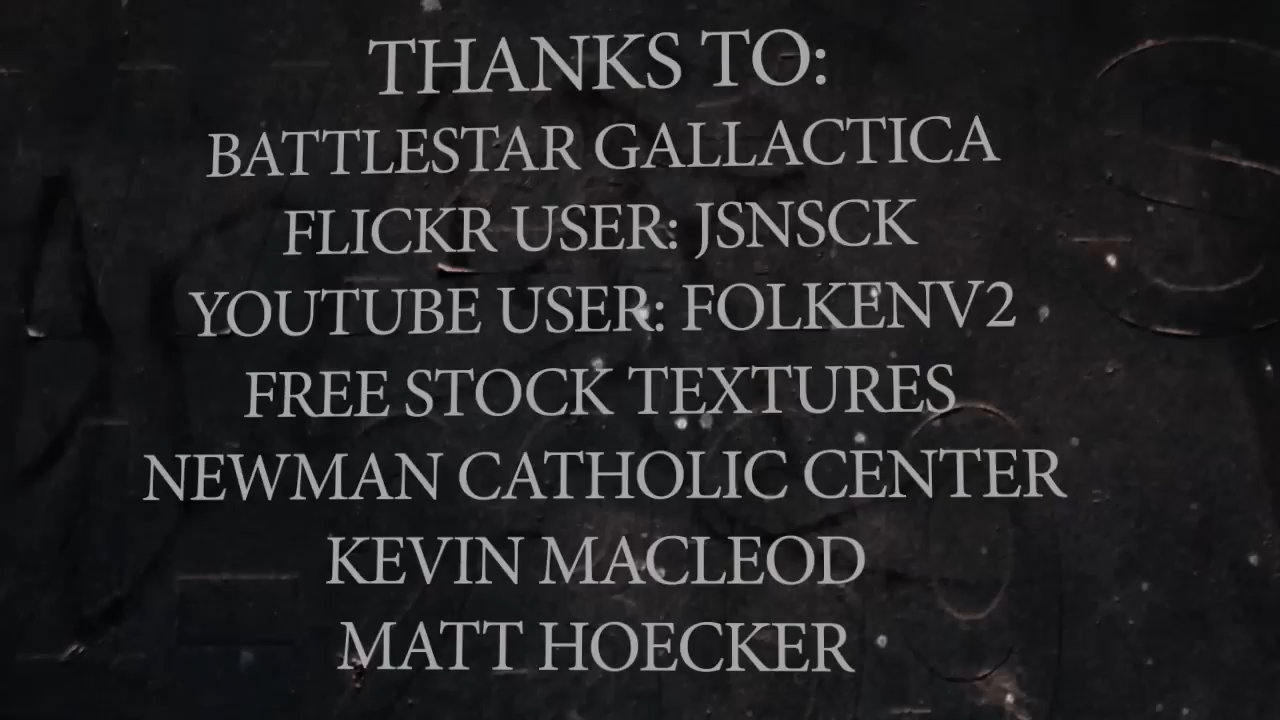 THANKS TO:
BATTLESTAR GALLACTICA
FLICKR USER: JSNSCK
YOUTUBE USER: FOLKENV2
FREE STOCK TEXTURES
NEWMAN CATHOLIC CENTER
KEVIN MACLEOD
MATT HOECKER